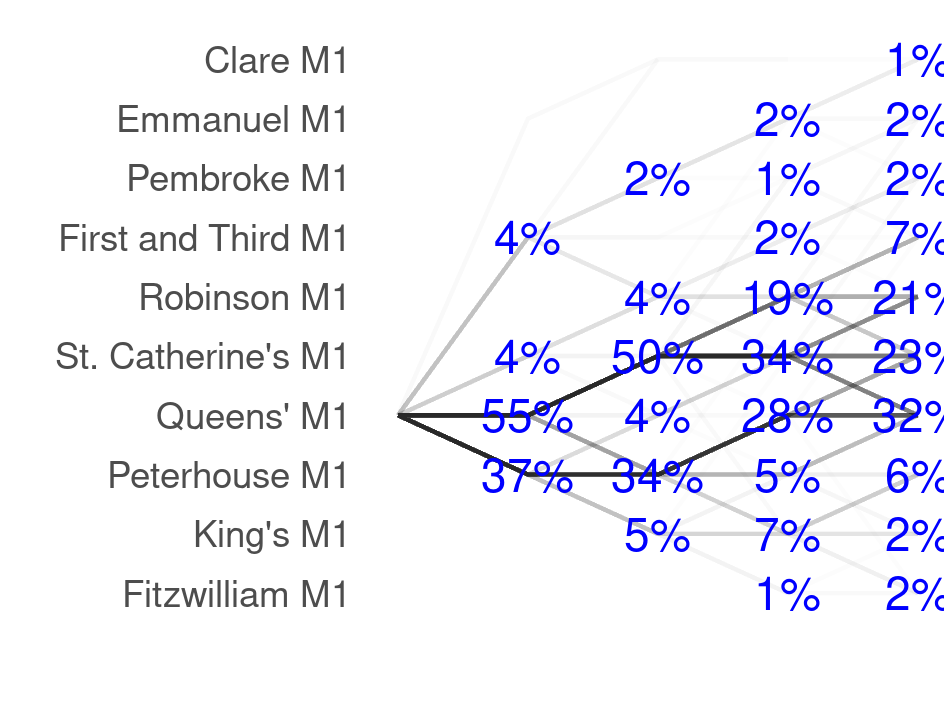 Clare M1 1%
Emmanuel M1 2% 2%
Pembroke M1 2% 1% 2%
First and Third M1 4% 2% 7%
Robinson M1 4% 19% 21%
St. Catherine's M1 4% 50% 34% 23%
Queens' M1 55% 4% 28% 32%
Peterhouse M1 37% 34% 5% 6%
King's M1 5% 7% 2%
Fitzwilliam M1 1% 2%